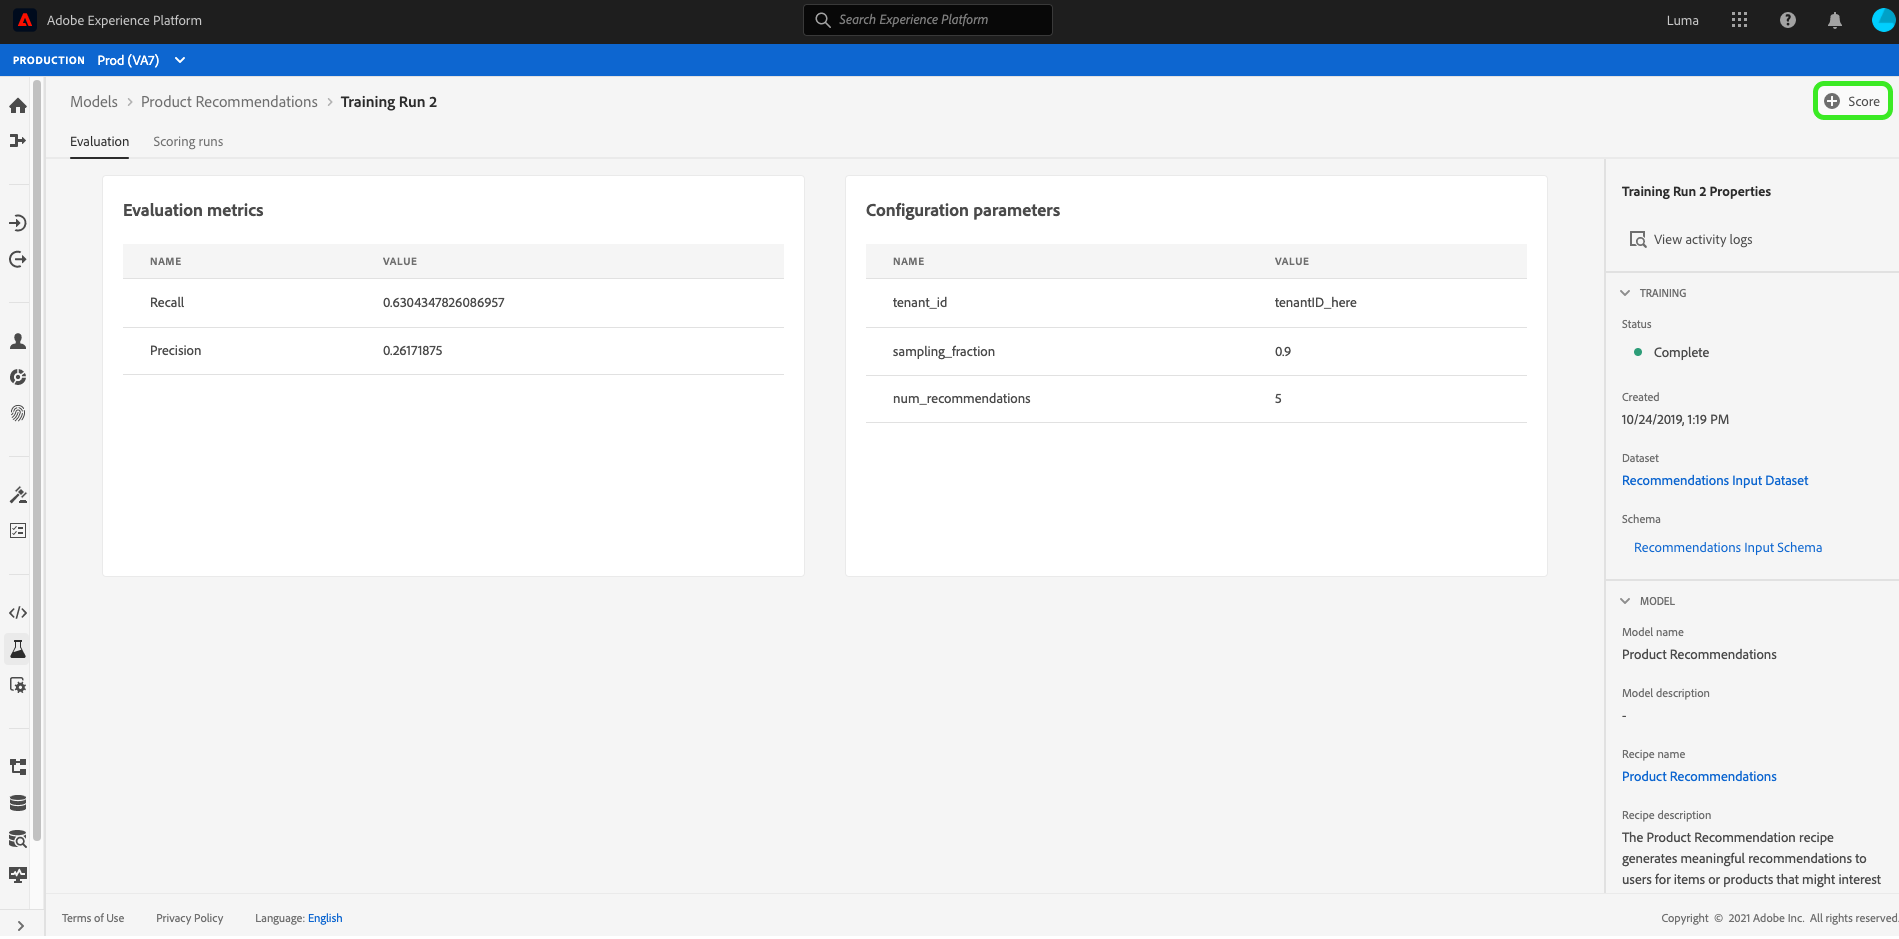 Adobe Experience Platform
Search Experience Platform
Luma
PRODUCTION Prod (VA7)
Models > Product Recommendations > Training Run 2
Score
Evaluation Scoring runs
Evaluation metrics
NAME VALUE
Recall 0.6304347826086957
Precision 0.26171875
Configuration parameters
NAME VALUE
tenant_id tenantID_here
sampling_fraction 0.9
num_recommendations 5
Training Run 2 Properties
View activity logs
TRAINING
Status
Complete
Created
10/24/2019, 1:19 PM
Dataset
Recommendations Input Dataset
Schema
Recommendations Input Schema
MODEL
Model name
Product Recommendations
Model description
-
Recipe name
Product Recommendations
Recipe description
The Product Recommendation recipe
generates meaningful recommendations to
users for items or products that might interest
Terms of Use Privacy Policy Language: English
Copyright © 2021 Adobe Inc. All rights reserved.